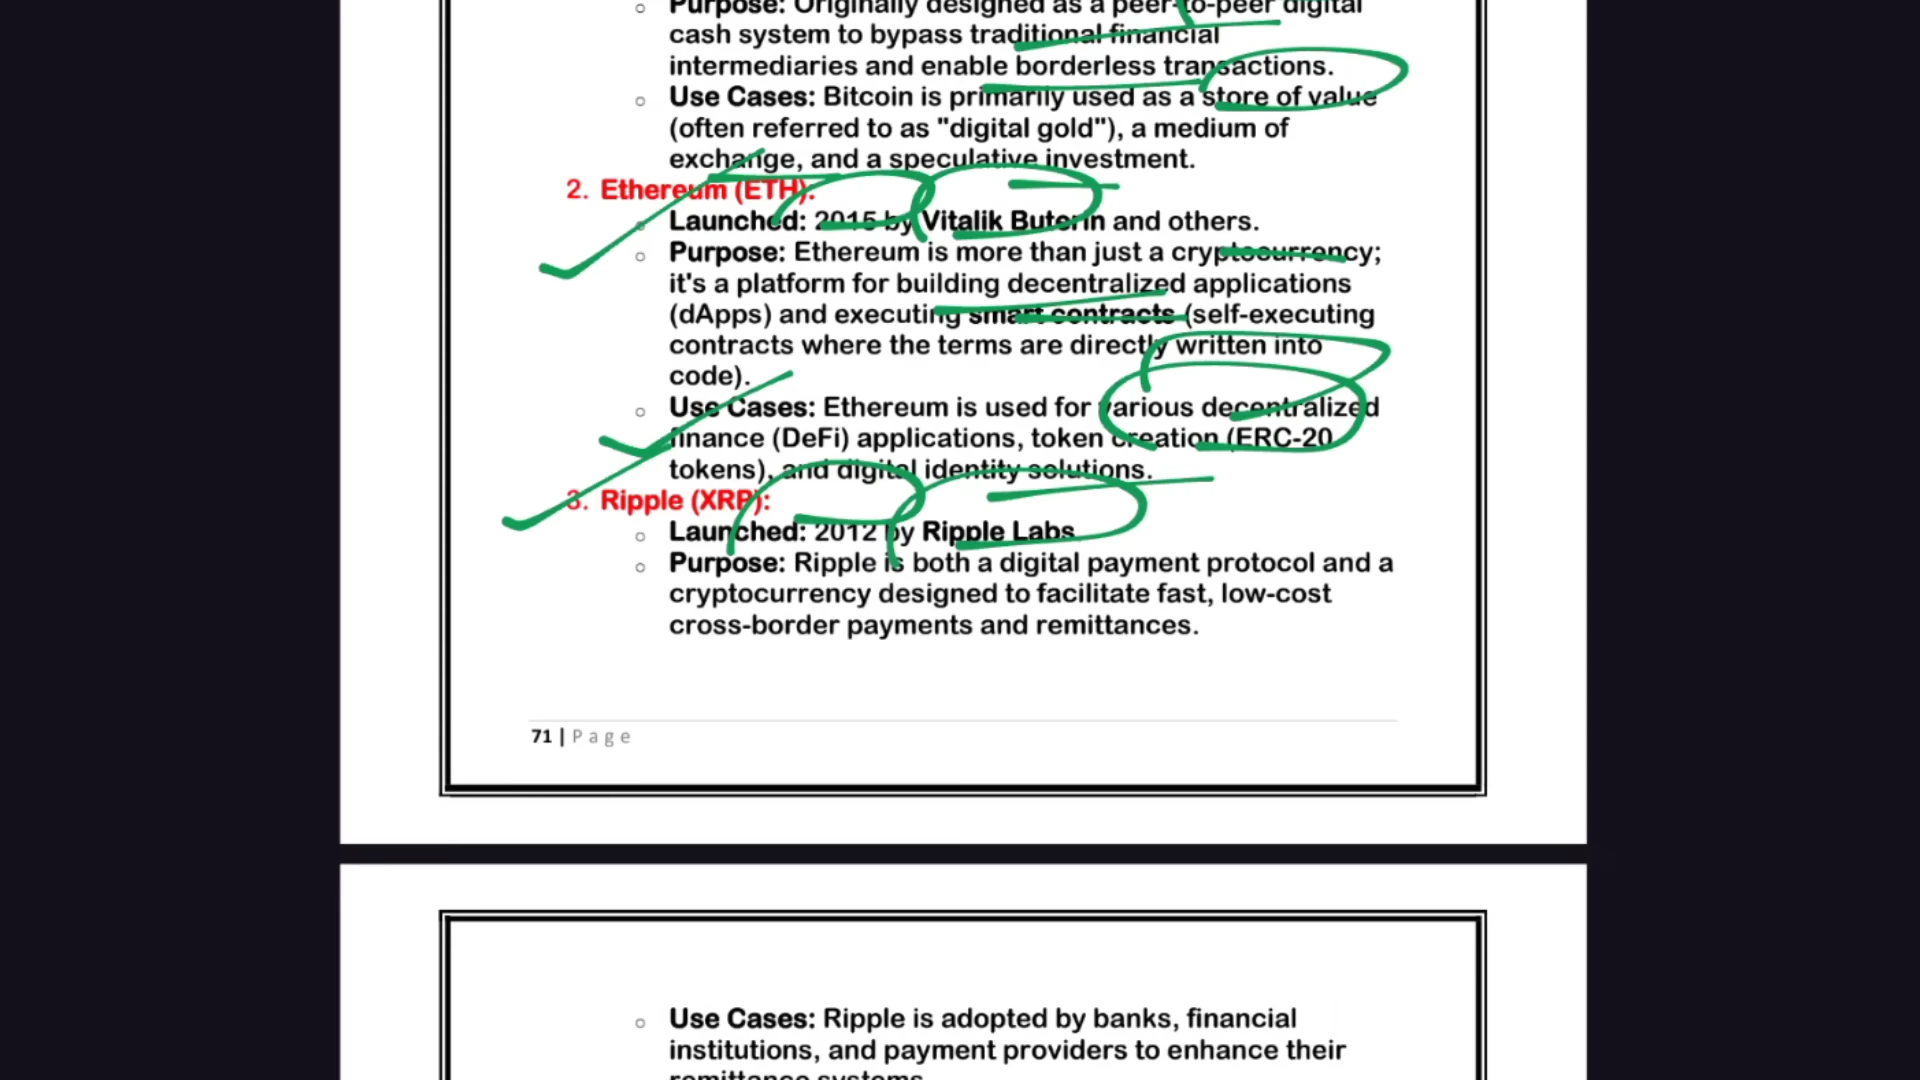 Purpose: Originally designed as a peer-to-peer digital
cash system to bypass traditional financial
intermediaries and enable borderless transactions.
Use Cases: Bitcoin is primarily used as a store of value
(often referred to as "digital gold"), a medium of
exchange, and a speculative investment.
2. Ethereum (ETH):
Launched: 2015 by Vitalik Buterin and others.
Purpose: Ethereum is more than just a cryptocurrency;
it's a platform for building decentralized applications
(dApps) and executing smart contracts (self-executing
contracts where the terms are directly written into
code).
Use Cases: Ethereum is used for various decentralized
finance (DeFi) applications, token creation (ERC-20
tokens), and digital identity solutions.
3. Ripple (XRP):
Launched: 2012 by Ripple Labs.
Purpose: Ripple is both a digital payment protocol and a
cryptocurrency designed to facilitate fast, low-cost
cross-border payments and remittances.
71 | Page
Use Cases: Ripple is adopted by banks, financial
institutions, and payment providers to enhance their
remittance systems.